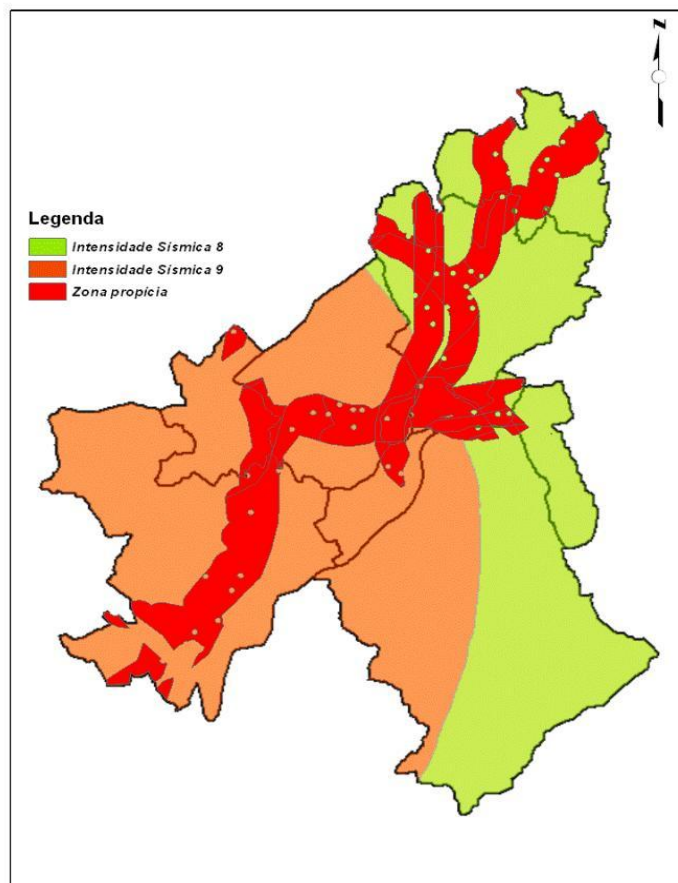 N
Legenda
Intensidade Sísmica 8
Intensidade Sísmica 9
Zona propícia